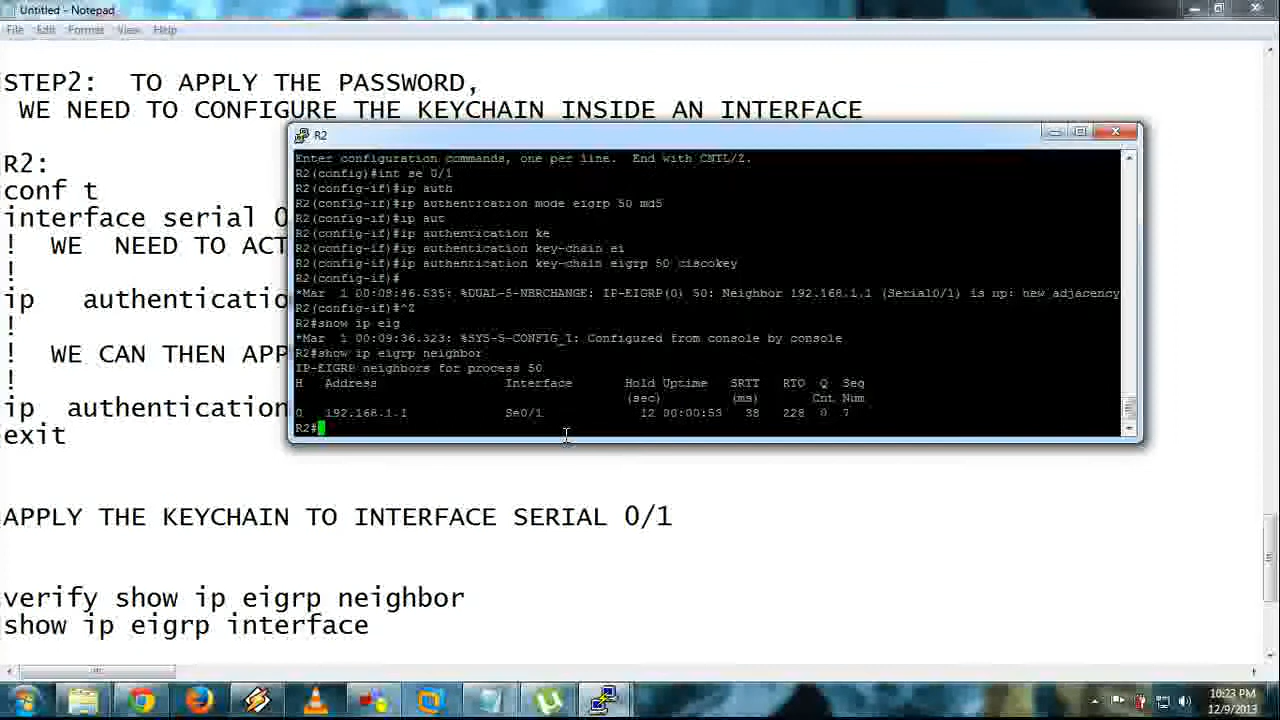 Untitled - Notepad
File Edit Format View Help
STEP2: TO APPLY THE PASSWORD,
WE NEED TO CONFIGURE THE KEYCHAIN INSIDE AN INTERFACE
R2:
conf t
interface serial 0
! WE NEED TO ACT
!
ip authenticatio
!
! WE CAN THEN APP
!
ip authentication
exit
R2
Enter configuration commands, one per line. End with CNTL/Z.
R2(config)#int se 0/1
R2(config-if)#ip auth
R2(config-if)#ip authentication mode eigrp 50 md5
R2(config-if)#ip aut
R2(config-if)#ip authentication ke
R2(config-if)#ip authentication key-chain ei
R2(config-if)#ip authentication key-chain eigrp 50 ciscokey
R2(config-if)#
*Mar 1 00:08:46.535: %DUAL-5-NBRCHANGE: IP-EIGRP(0) 50: Neighbor 192.168.1.1 (Serial0/1) is up: new adjacency
R2(config-if)#^Z
R2#show ip eig
*Mar 1 00:09:36.323: %SYS-5-CONFIG_I: Configured from console by console
R2#show ip eigrp neighbor
IP-EIGRP neighbors for process 50
H Address Interface Hold Uptime SRTT RTO Q Seq
(sec) (ms) Cnt Num
0 192.168.1.1 Se0/1 12 00:00:53 38 228 0 7
R2#
APPLY THE KEYCHAIN TO INTERFACE SERIAL 0/1
verify show ip eigrp neighbor
show ip eigrp interface
10:23 PM
12/9/2013